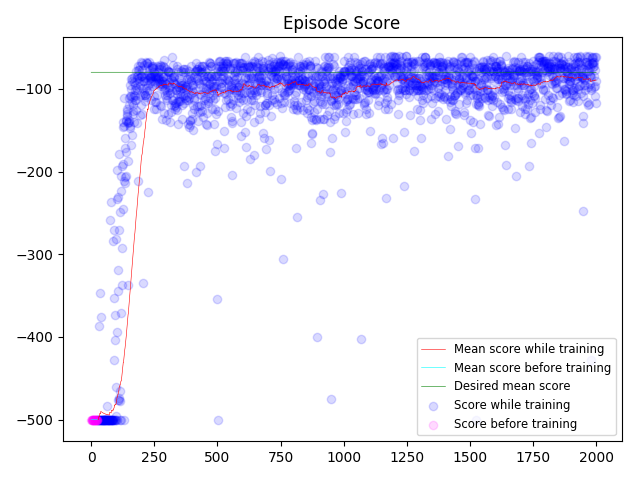 Episode Score
−100
−200
−300
−400
−500
0
250
500
750
1000
1250
1500
1750
2000
Mean score while training
Mean score before training
Desired mean score
Score while training
Score before training